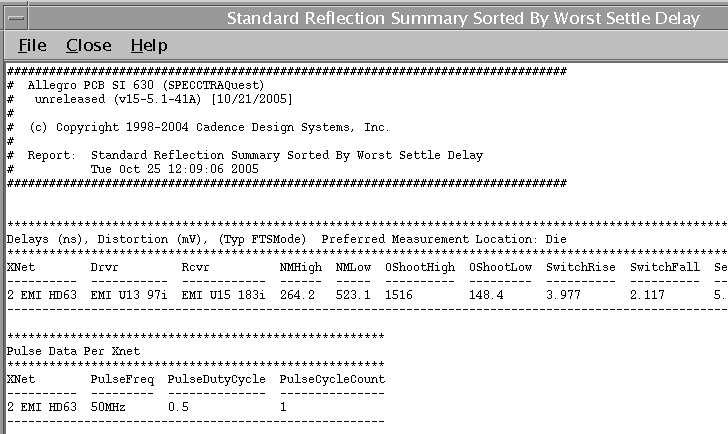 Standard Reflection Summary Sorted By Worst Settle Delay
File Close Help
################################################################################
#  Allegro PCB SI 630 (SPECCTRAQuest)
#   unreleased (v15-5.1-41A) [10/21/2005]
#
#  (c) Copyright 1998-2004 Cadence Design Systems, Inc.
#
#  Report:  Standard Reflection Summary Sorted By Worst Settle Delay
#           Tue Oct 25 12:09:06 2005
################################################################################
********************************************************************************************************
Delays (ns), Distortion (mV), (Typ FTSMode)  Preferred Measurement Location: Die
********************************************************************************************************
XNet        Drvr         Rcvr         NMHigh  NMLow  OShootHigh  OShootLow  SwitchRise  SwitchFall  Se
----------  -----------  -----------  ------  -----  ----------  ---------  ----------  ----------  --
2 EMI HD63  EMI U13 97i  EMI U15 183i 264.2   523.1  1516        148.4      3.977       2.117       5.
--------------------------------------------------------------------------------------------------------
******************************************************
Pulse Data Per Xnet
******************************************************
XNet        PulseFreq  PulseDutyCycle  PulseCycleCount
----------  ---------  --------------  ---------------
2 EMI HD63  50MHz      0.5             1
------------------------------------------------------